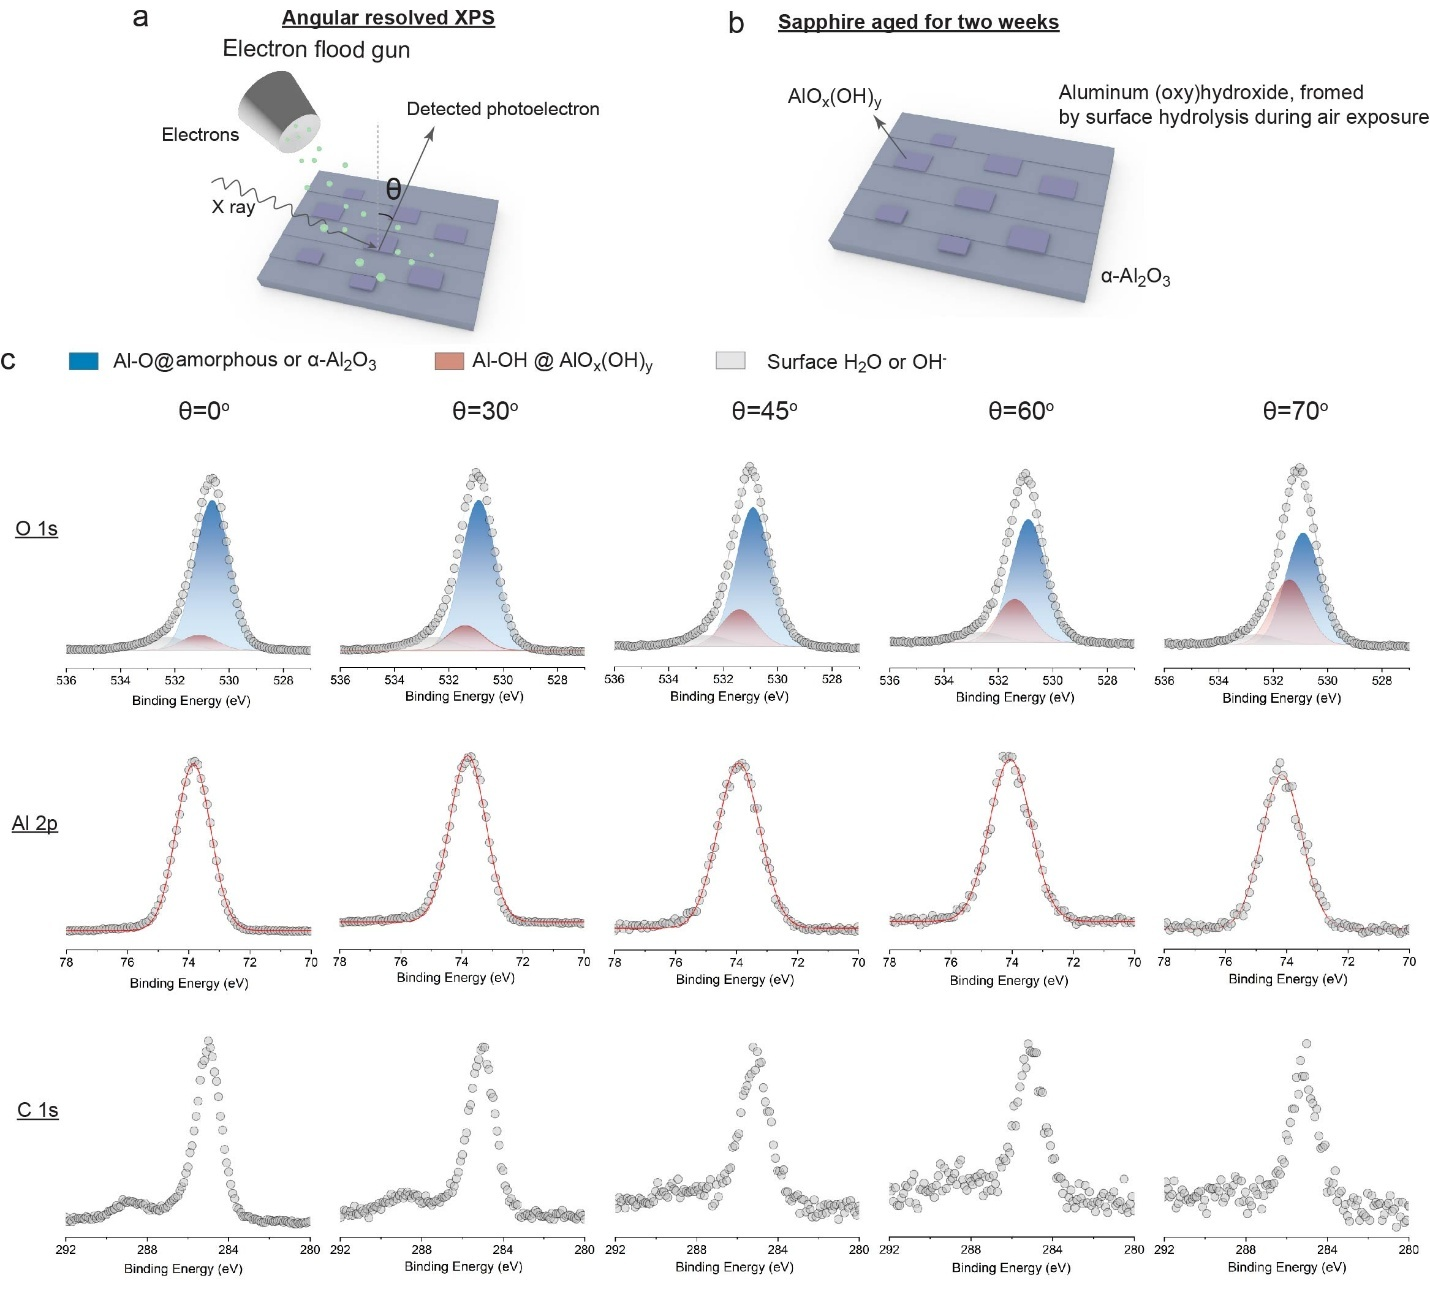 a
Angular resolved XPS
Electron flood gun
Electrons
Detected photoelectron
θ
X ray
b
Sapphire aged for two weeks
AlOₓ(OH)ᵧ
Aluminum (oxy)hydroxide, fromed
by surface hydrolysis during air exposure
α-Al₂O₃
c
Al-O@amorphous or α-Al₂O₃
Al-OH @ AlOₓ(OH)ᵧ
Surface H₂O or OH⁻
θ=0° θ=30° θ=45° θ=60° θ=70°
O 1s
536 534 532 530 528 536 534 532 530 528 536 534 532 530 528 536 534 532 530 528 536 534 532 530 528
Binding Energy (eV) Binding Energy (eV) Binding Energy (eV) Binding Energy (eV) Binding Energy (eV)
Al 2p
78 76 74 72 70 78 76 74 72 70 78 76 74 72 70 78 76 74 72 70 78 76 74 72 70
Binding Energy (eV) Binding Energy (eV) Binding Energy (eV) Binding Energy (eV) Binding Energy (eV)
C 1s
292 288 284 280 292 288 284 280 292 288 284 280 292 288 284 280 292 288 284 280
Binding Energy (eV) Binding Energy (eV) Binding Energy (eV) Binding Energy (eV) Binding Energy (eV)